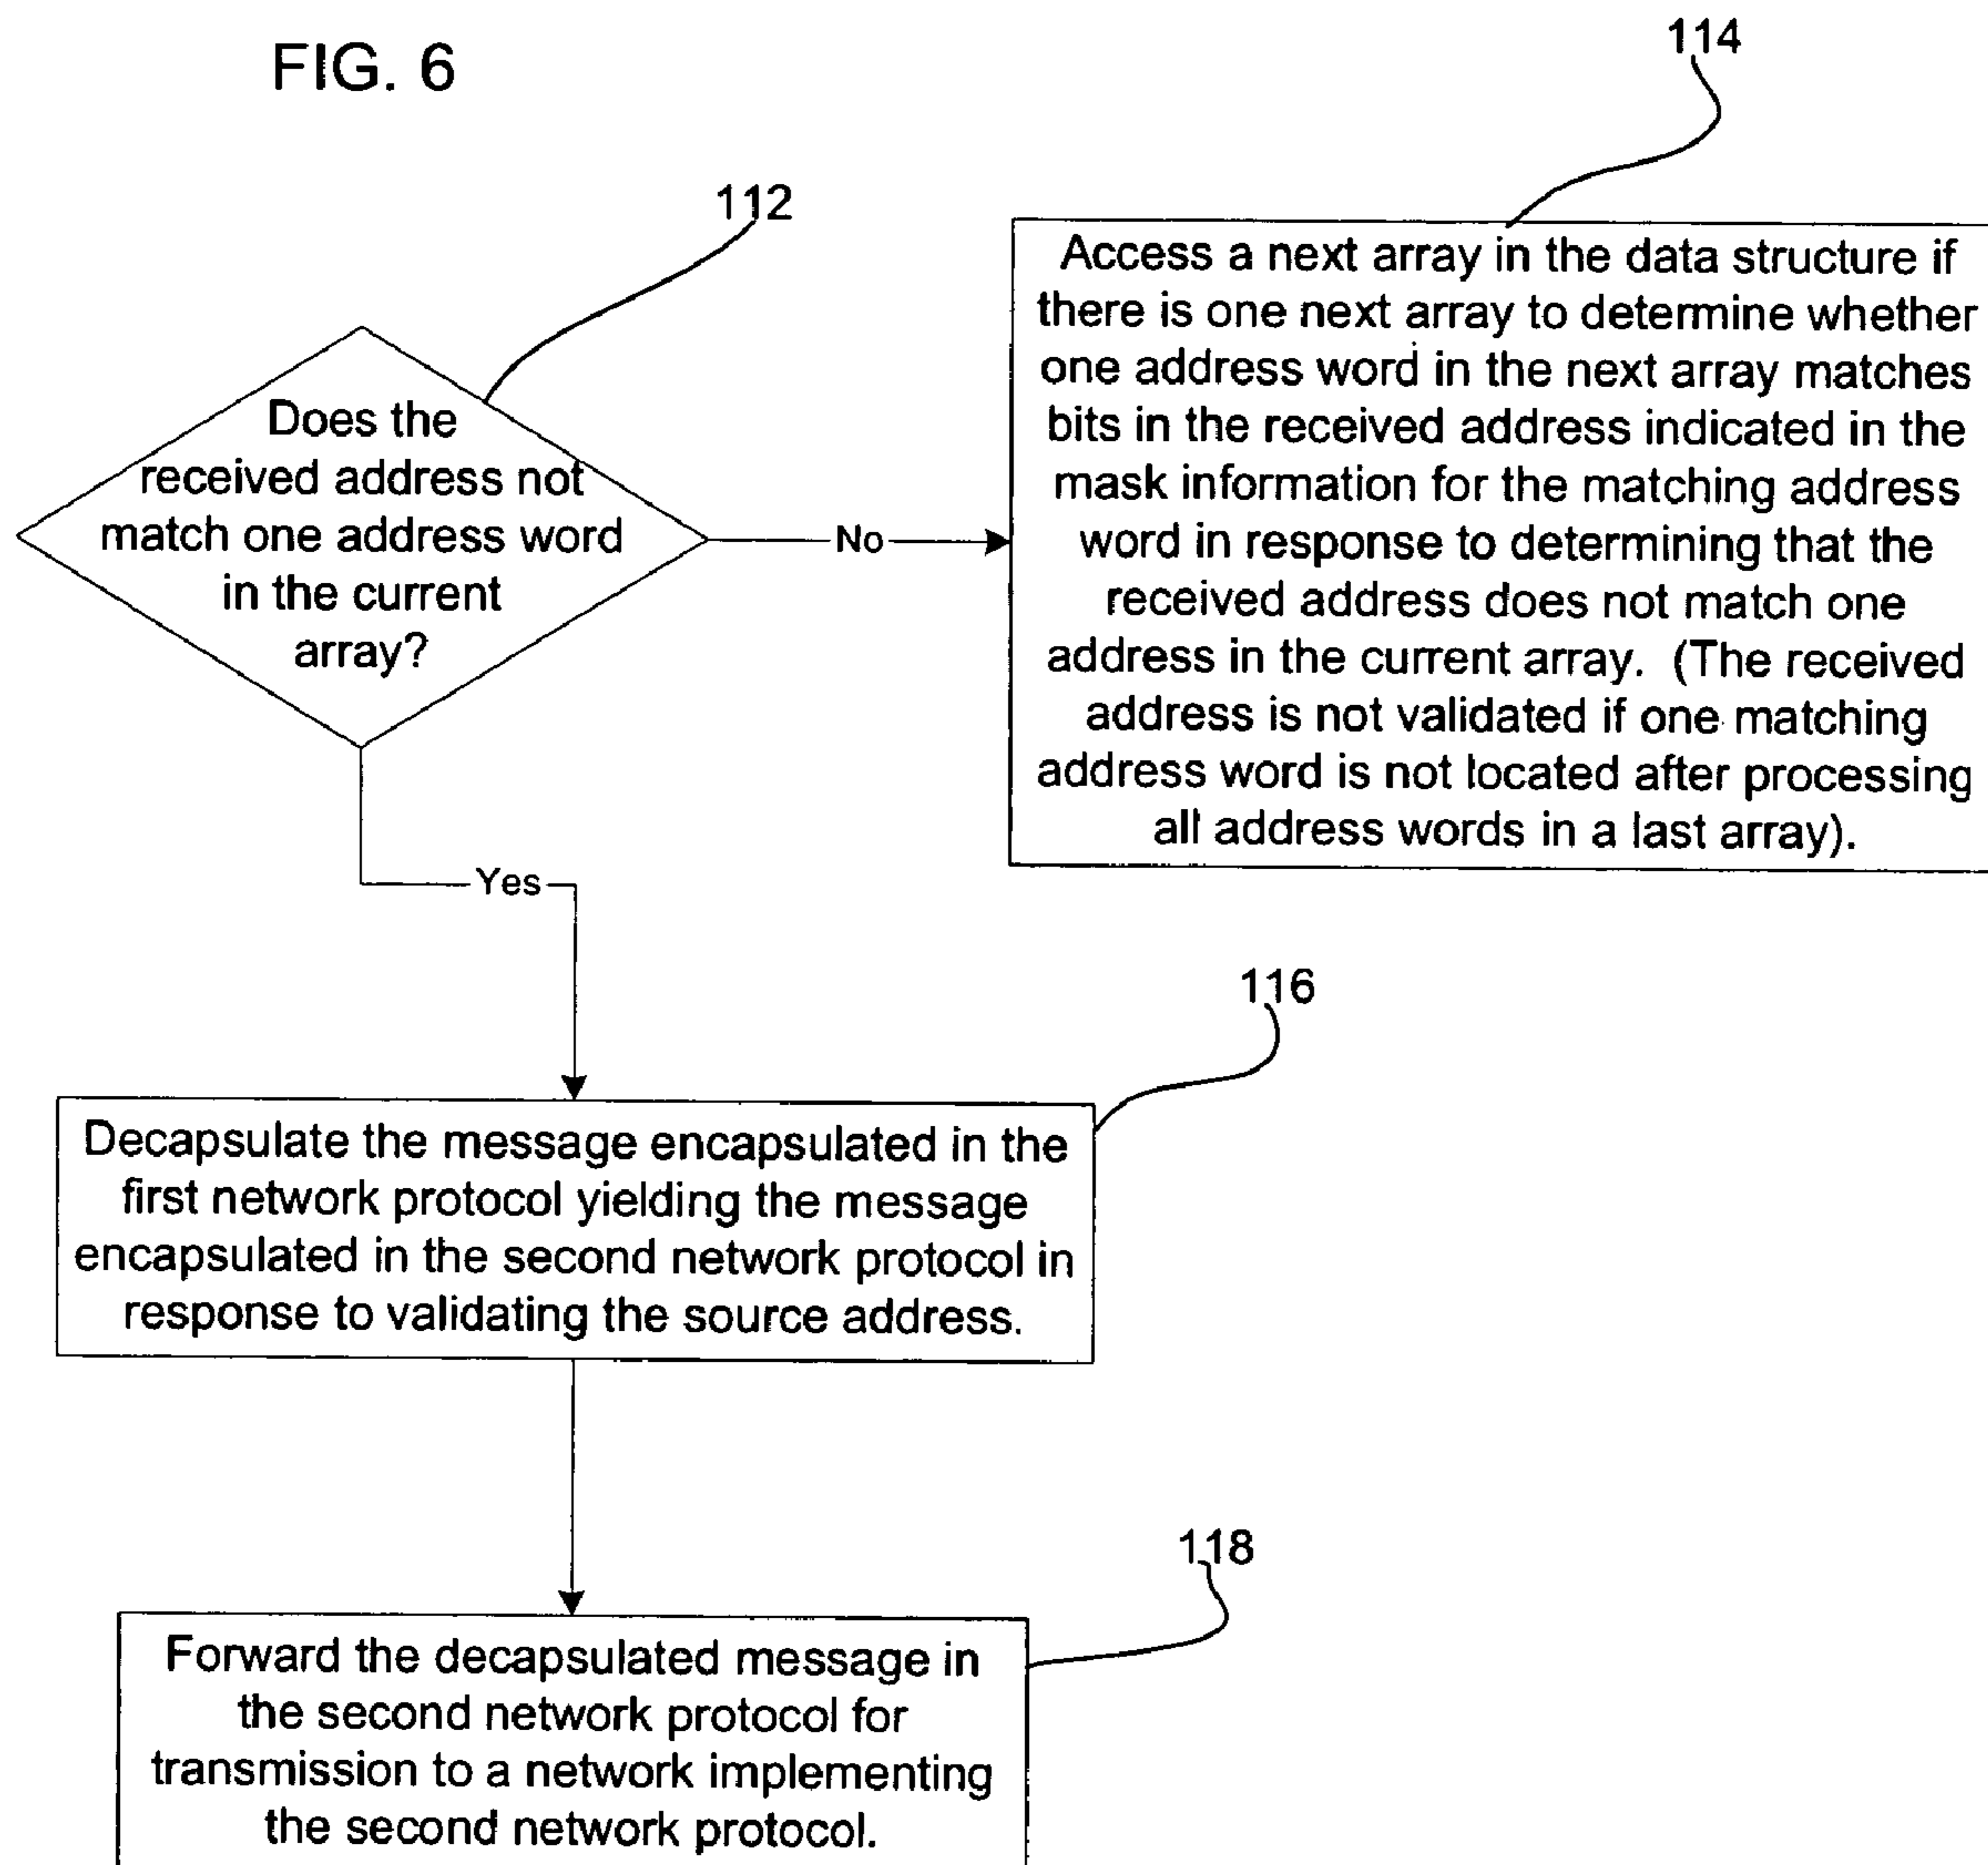 FIG. 6
114
112
Access a next array in the data structure if
there is one next array to determine whether
one address word in the next array matches
bits in the received address indicated in the
mask information for the matching address
word in response to determining that the
received address does not match one
address in the current array. (The received
address is not validated if one matching
address word is not located after processing
all address words in a last array).
Does the
received address not
match one address word
in the current
array?
No
Yes
116
Decapsulate the message encapsulated in the
first network protocol yielding the message
encapsulated in the second network protocol in
response to validating the source address.
118
Forward the decapsulated message in
the second network protocol for
transmission to a network implementing
the second network protocol.